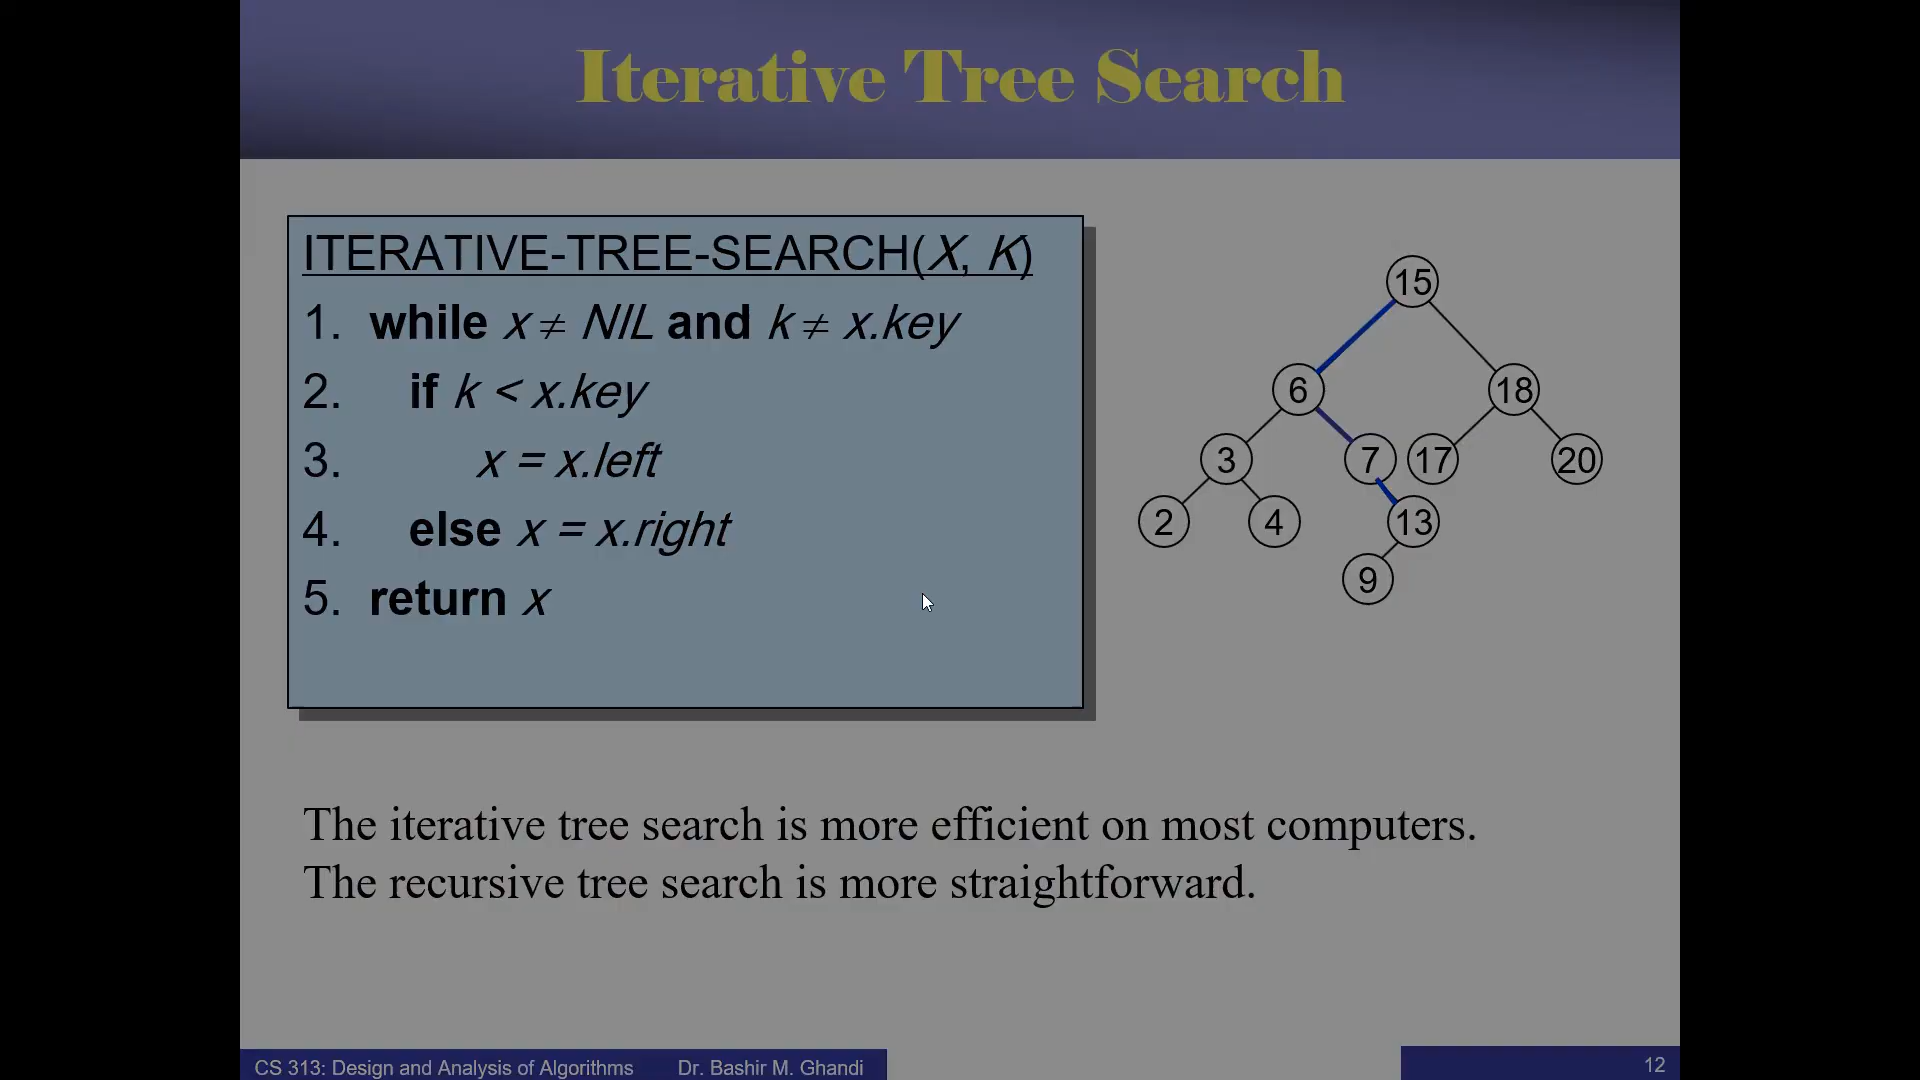 Iterative Tree Search
ITERATIVE-TREE-SEARCH(X, K)
1. while x ≠ NIL and k ≠ x.key
2. if k < x.key
3. x = x.left
4. else x = x.right
5. return x
15
6 18
3 7 17 20
2 4 13
9
The iterative tree search is more efficient on most computers.
The recursive tree search is more straightforward.
CS 313: Design and Analysis of Algorithms Dr. Bashir M. Ghandi 12